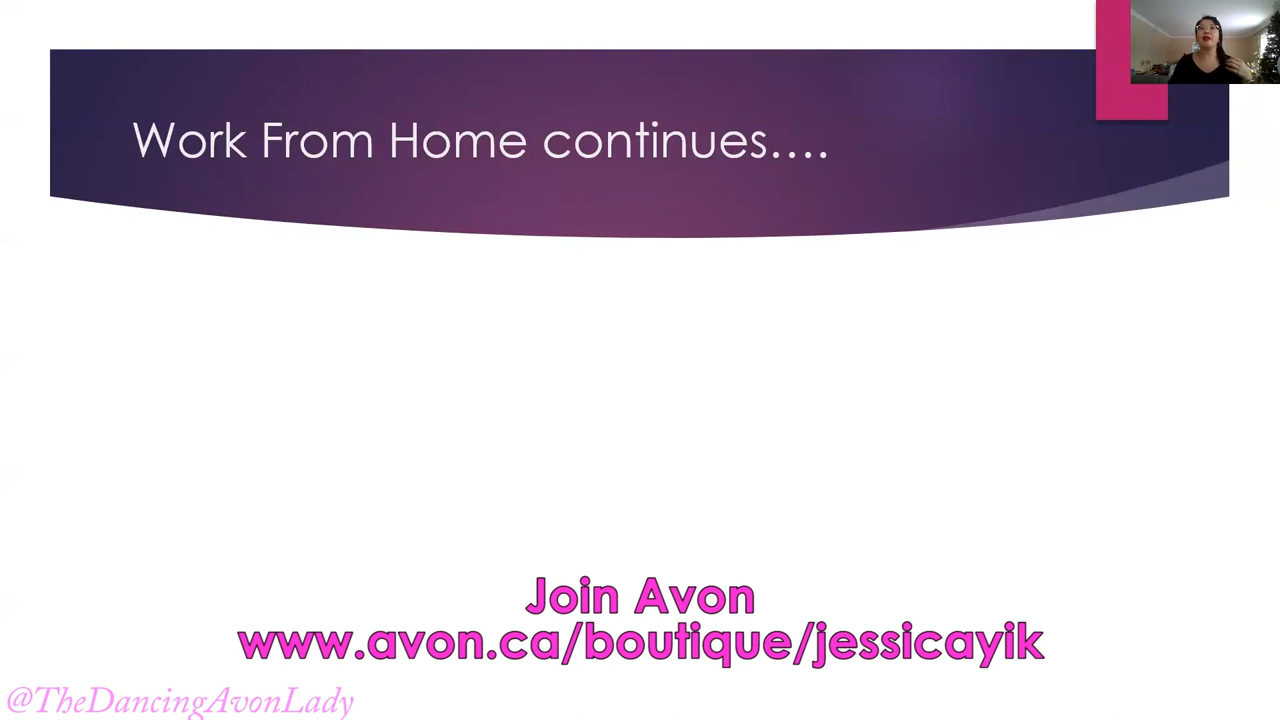 Work From Home continues....
Join Avon
www.avon.ca/boutique/jessicayik
@TheDancingAvonLady